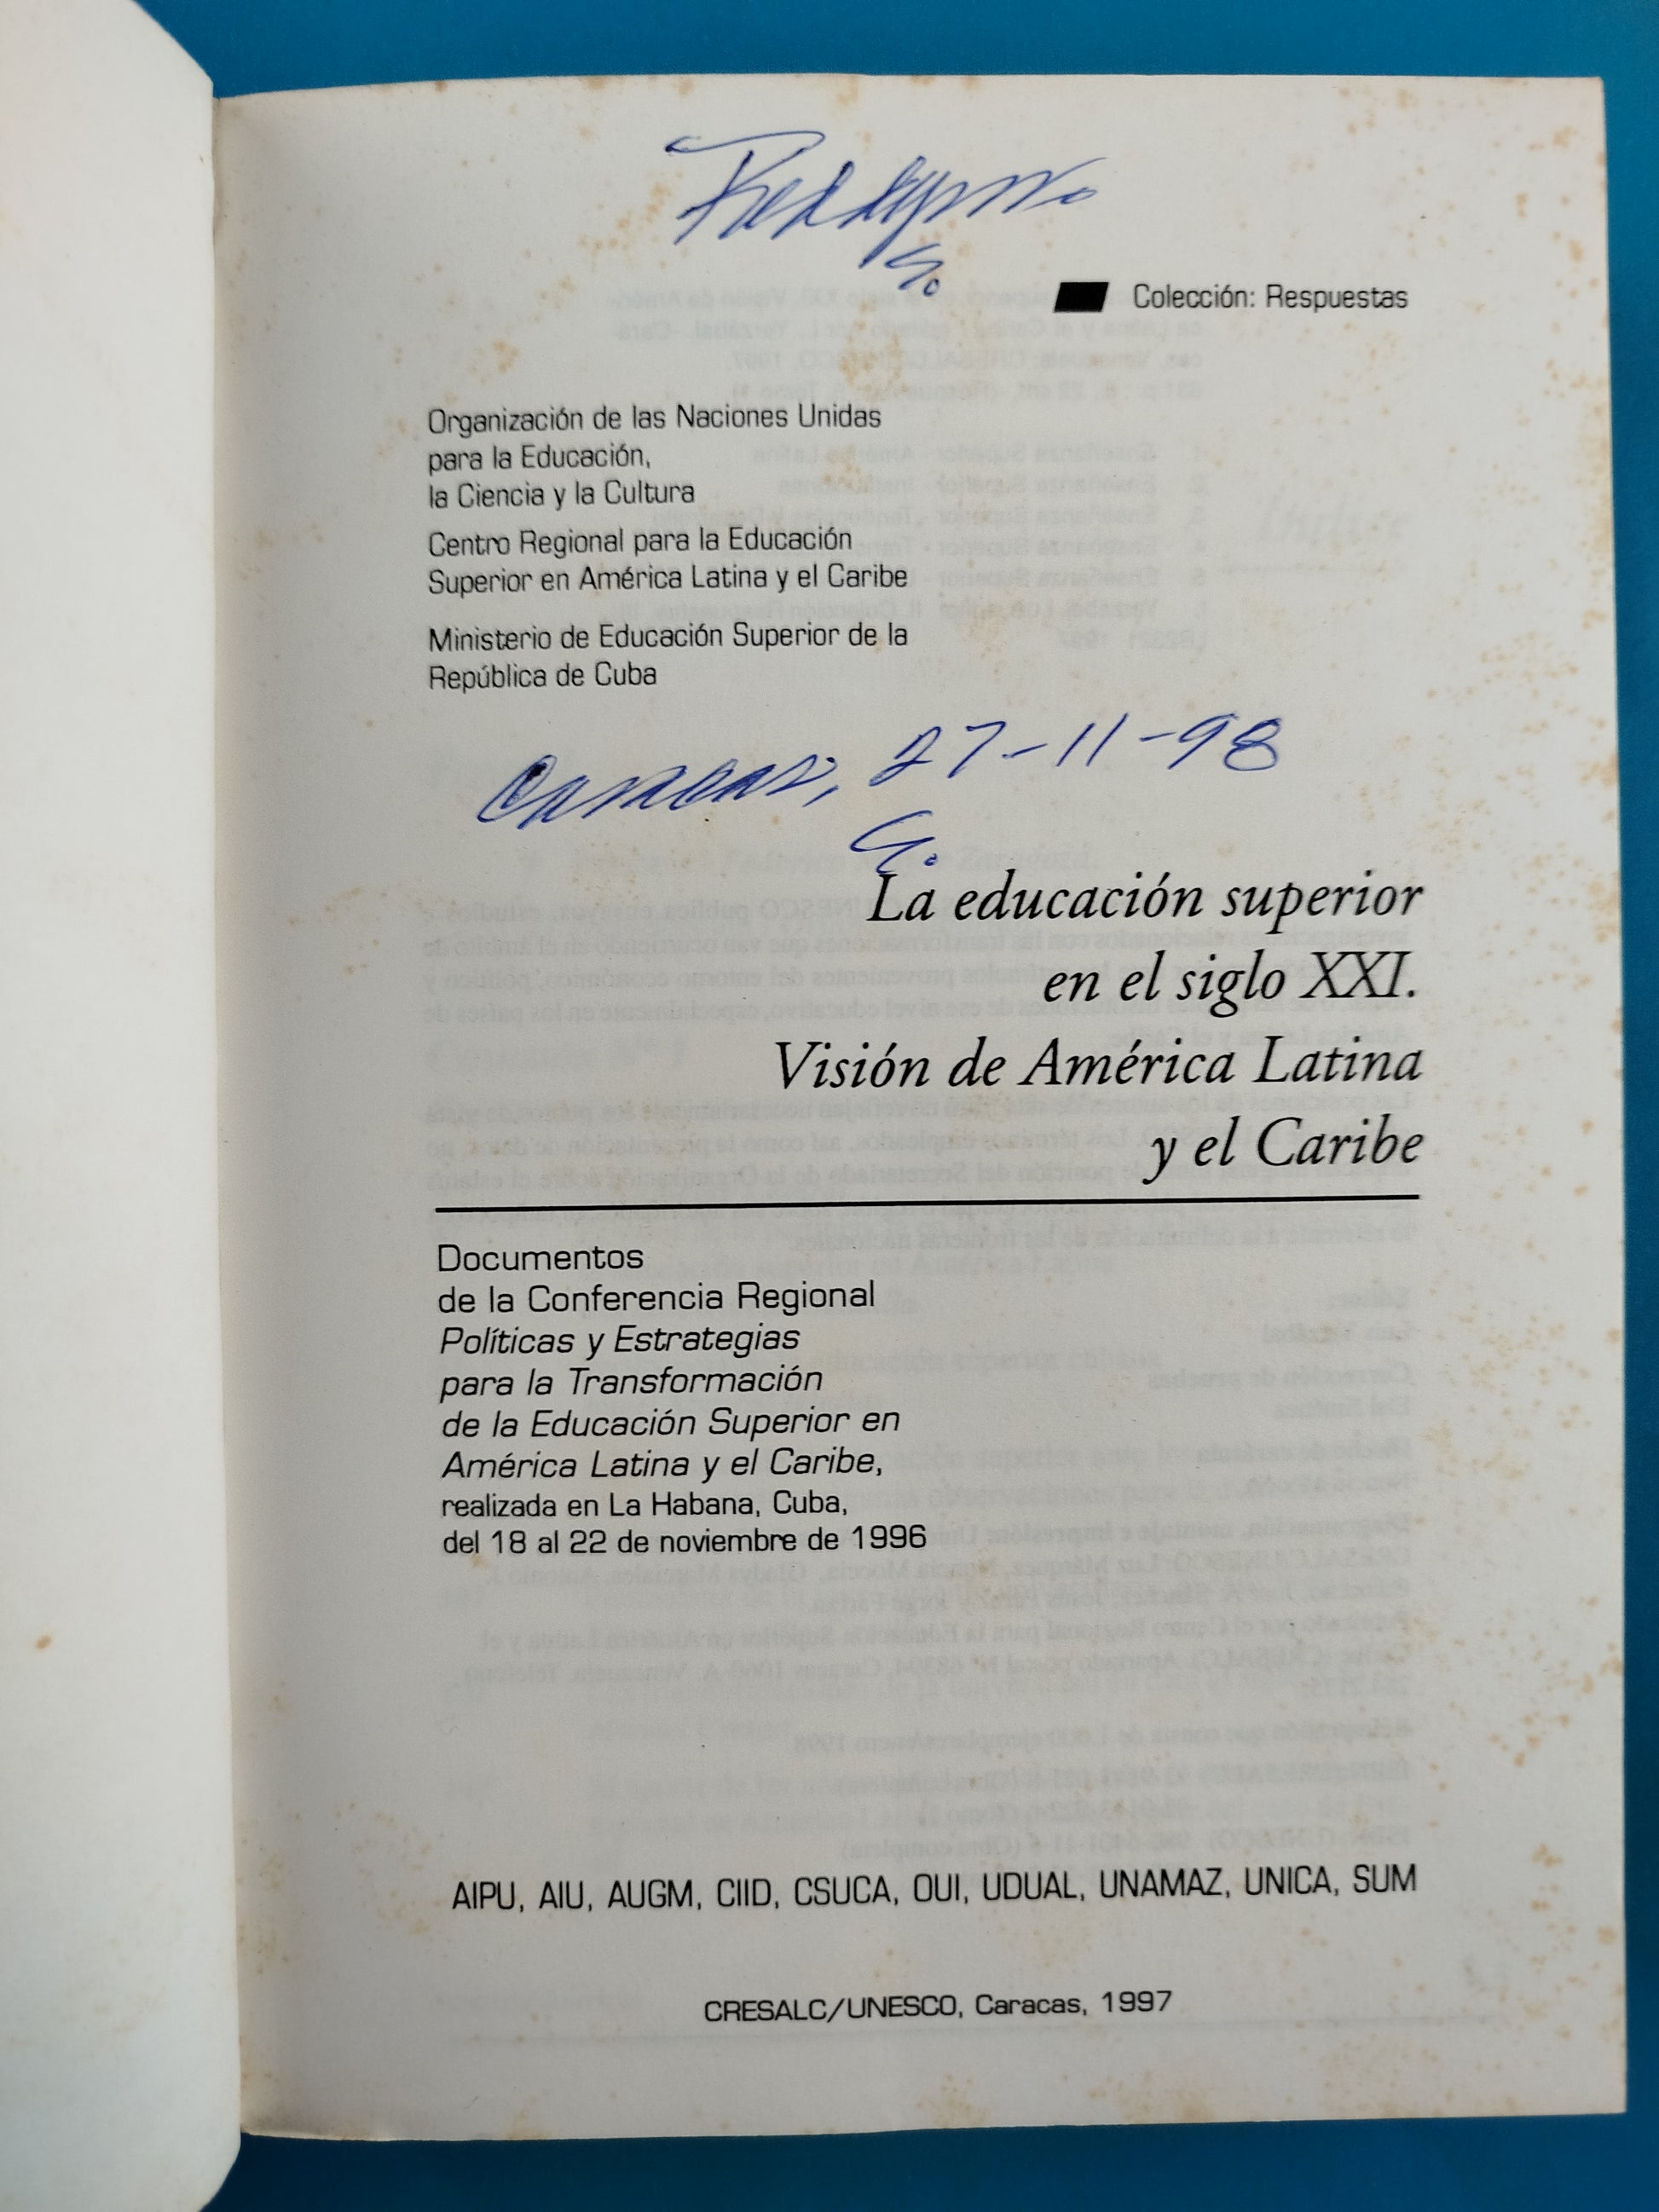 Colección: Respuestas
Organización de las Naciones Unidas
para la Educación,
la Ciencia y la Cultura
Centro Regional para la Educación
Superior en América Latina y el Caribe
Ministerio de Educación Superior de la
República de Cuba
Caracas, 27-11-98
La educación superior
en el siglo XXI.
Visión de América Latina
y el Caribe
Documentos
de la Conferencia Regional
Políticas y Estrategias
para la Transformación
de la Educación Superior en
América Latina y el Caribe,
realizada en La Habana, Cuba,
del 18 al 22 de noviembre de 1996
AIPU, AIU, AUGM, CIID, CSUCA, OUI, UDUAL, UNAMAZ, UNICA, SUM
CRESALC/UNESCO, Caracas, 1997